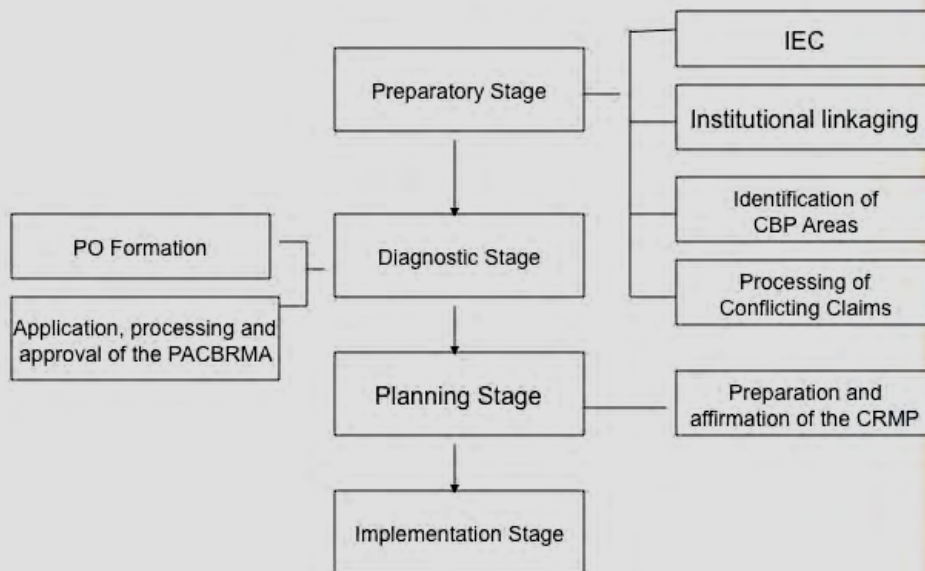 IEC
Preparatory Stage
Institutional linkaging
Identification of
CBP Areas
PO Formation
Diagnostic Stage
Processing of
Conflicting Claims
Application, processing and
approval of the PACBRMA
Planning Stage
Preparation and
affirmation of the CRMP
Implementation Stage